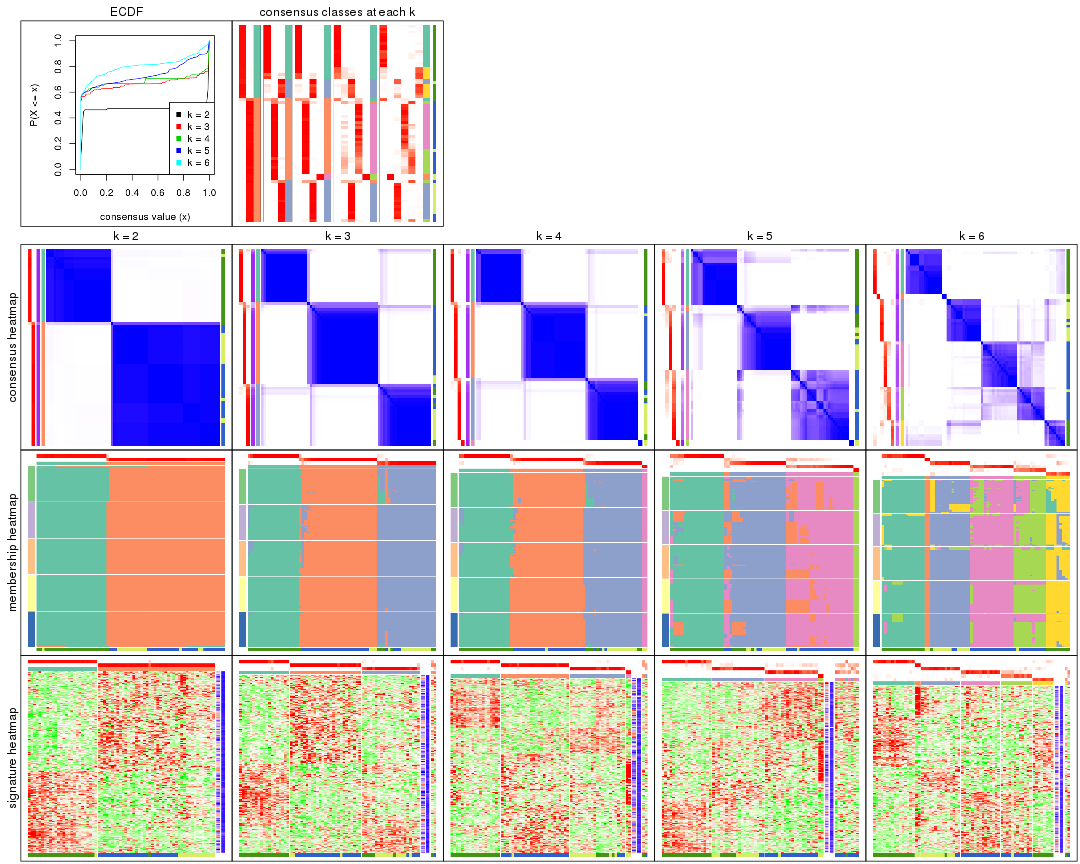 ECDF
consensus classes at each k
P(X <= x)
0.0 0.2 0.4 0.6 0.8 1.0
k = 2
k = 3
k = 4
k = 5
k = 6
0.0 0.2 0.4 0.6 0.8 1.0
consensus value (x)
k = 2 k = 3 k = 4 k = 5 k = 6
consensus heatmap
membership heatmap
signature heatmap